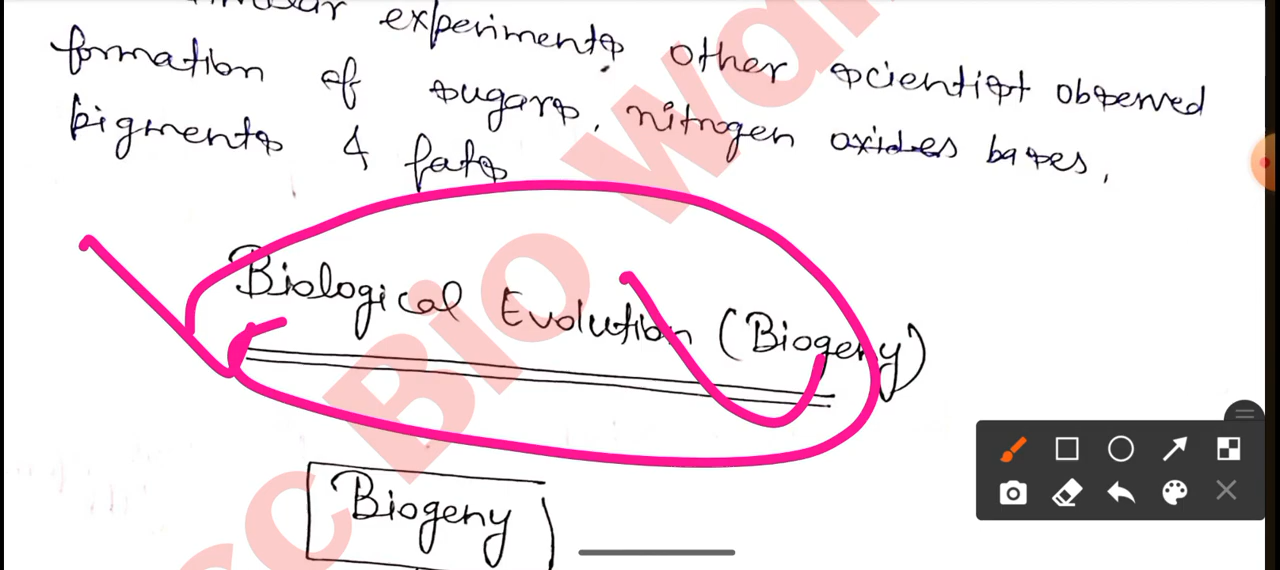 experiments other scientist observed
formation of sugars, nitrogen oxides bases,
pigments & fats
Biological Evolution (Biogeny)
Biogeny